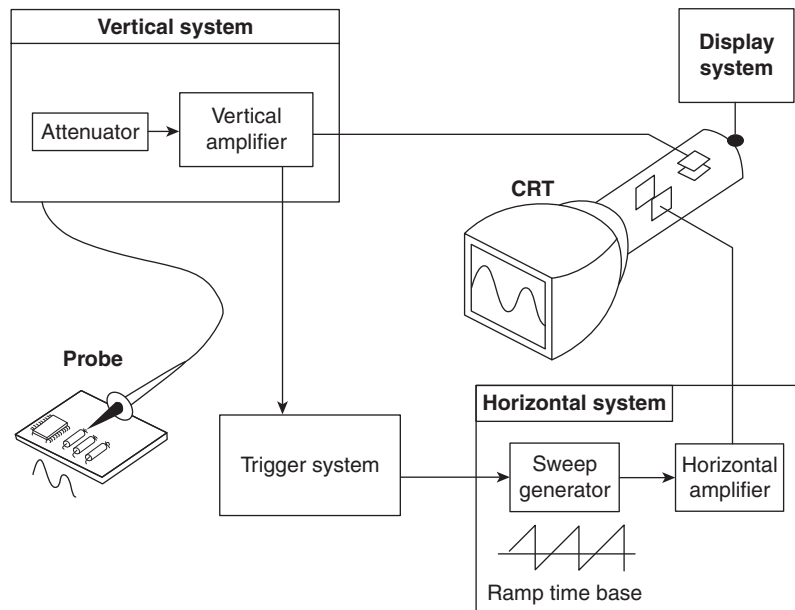 Vertical system
Attenuator
Vertical
amplifier
Display
system
CRT
Probe
Trigger system
Horizontal system
Sweep
generator
Horizontal
amplifier
Ramp time base